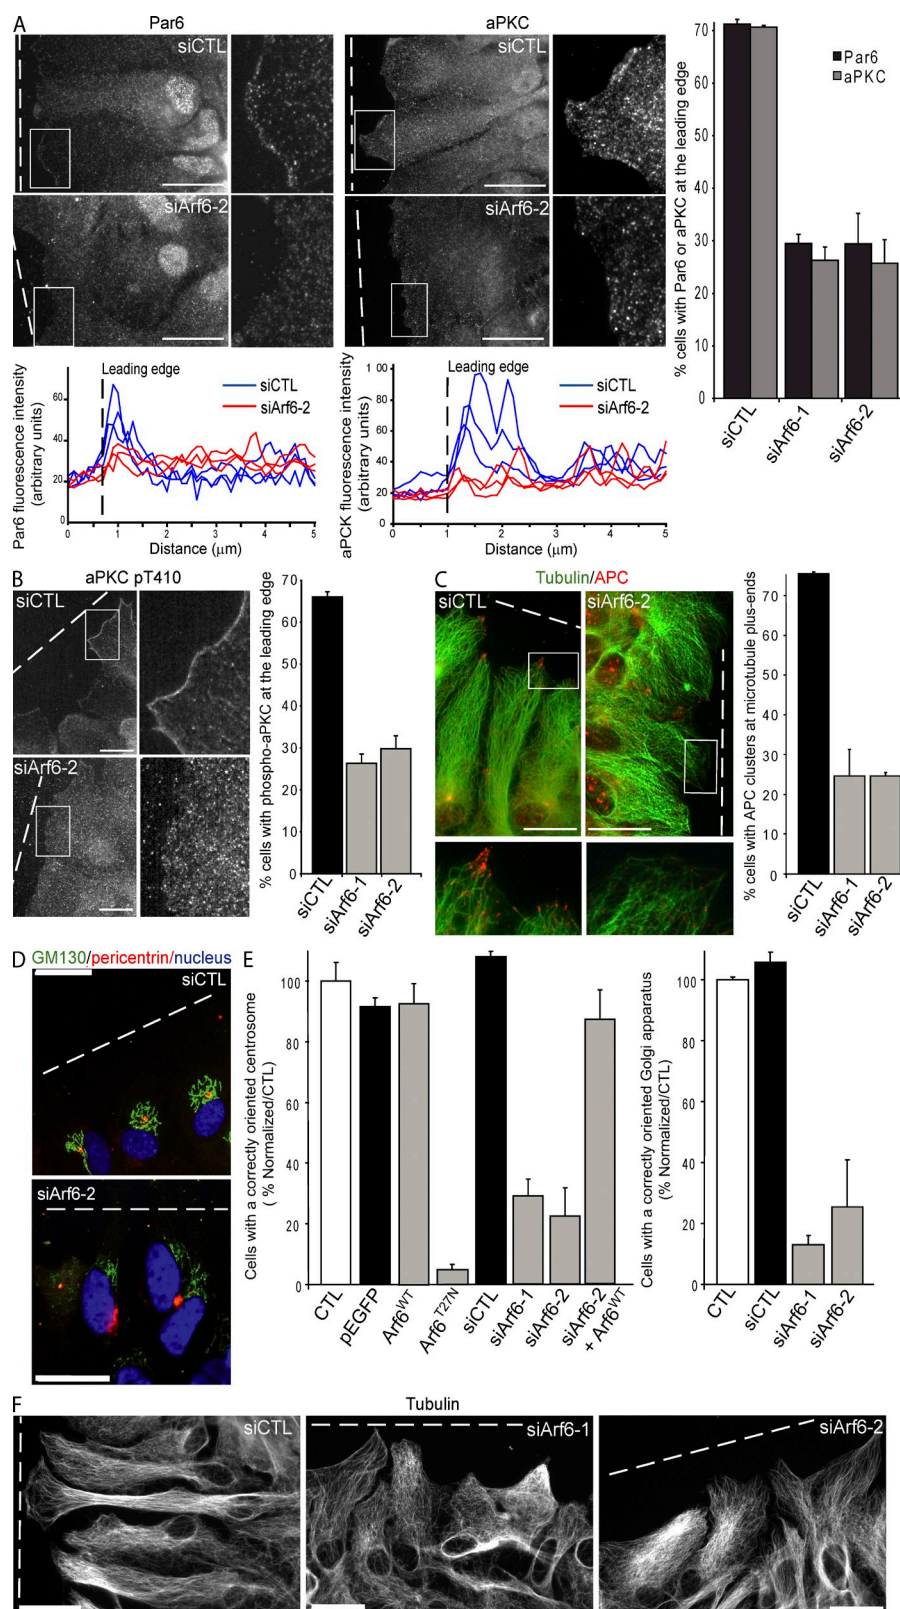 A
Par6
aPKC
siCTL
siCTL
siArf6-2
siArf6-2
% cells with Par6 or aPKC at the leading edge
70
60
50
40
30
20
10
0
Par6
aPKC
siCTL
siArf6-1
siArf6-2
Par6 fluorescence intensity
(arbitrary units)
60
40
20
0
Leading edge
siCTL
siArf6-2
0 1 2 3 4 5
Distance (µm)
aPCK fluorescence intensity
(arbitrary units)
1 00
80
60
40
20
0
Leading edge
siCTL
siArf6-2
0 1 2 3 4 5
Distance (µm)
B
aPKC pT410
siCTL
siArf6-2
% cells with phospho-aPKC at the leading edge
70
60
50
40
30
20
10
0
siCTL
siArf6-1
siArf6-2
C
Tubulin/APC
siCTL
siArf6-2
% cells with APC clusters at microtubule plus-ends
70
60
50
40
30
20
10
0
siCTL
siArf6-1
siArf6-2
D
GM130/pericentrin/nucleus
siCTL
siArf6-2
E
Cells with a correctly oriented centrosome
( % Normalized/CTL)
100
80
60
40
20
0
CTL
pEGFP
Arf6WT
Arf6T27N
siCTL
siArf6-1
siArf6-2
siArf6-2
+ Arf6WT
Cells with a correctly oriented Golgi apparatus
(% Normalized/CTL)
100
80
60
40
20
0
CTL
siCTL
siArf6-1
siArf6-2
F
Tubulin
siCTL
siArf6-1
siArf6-2